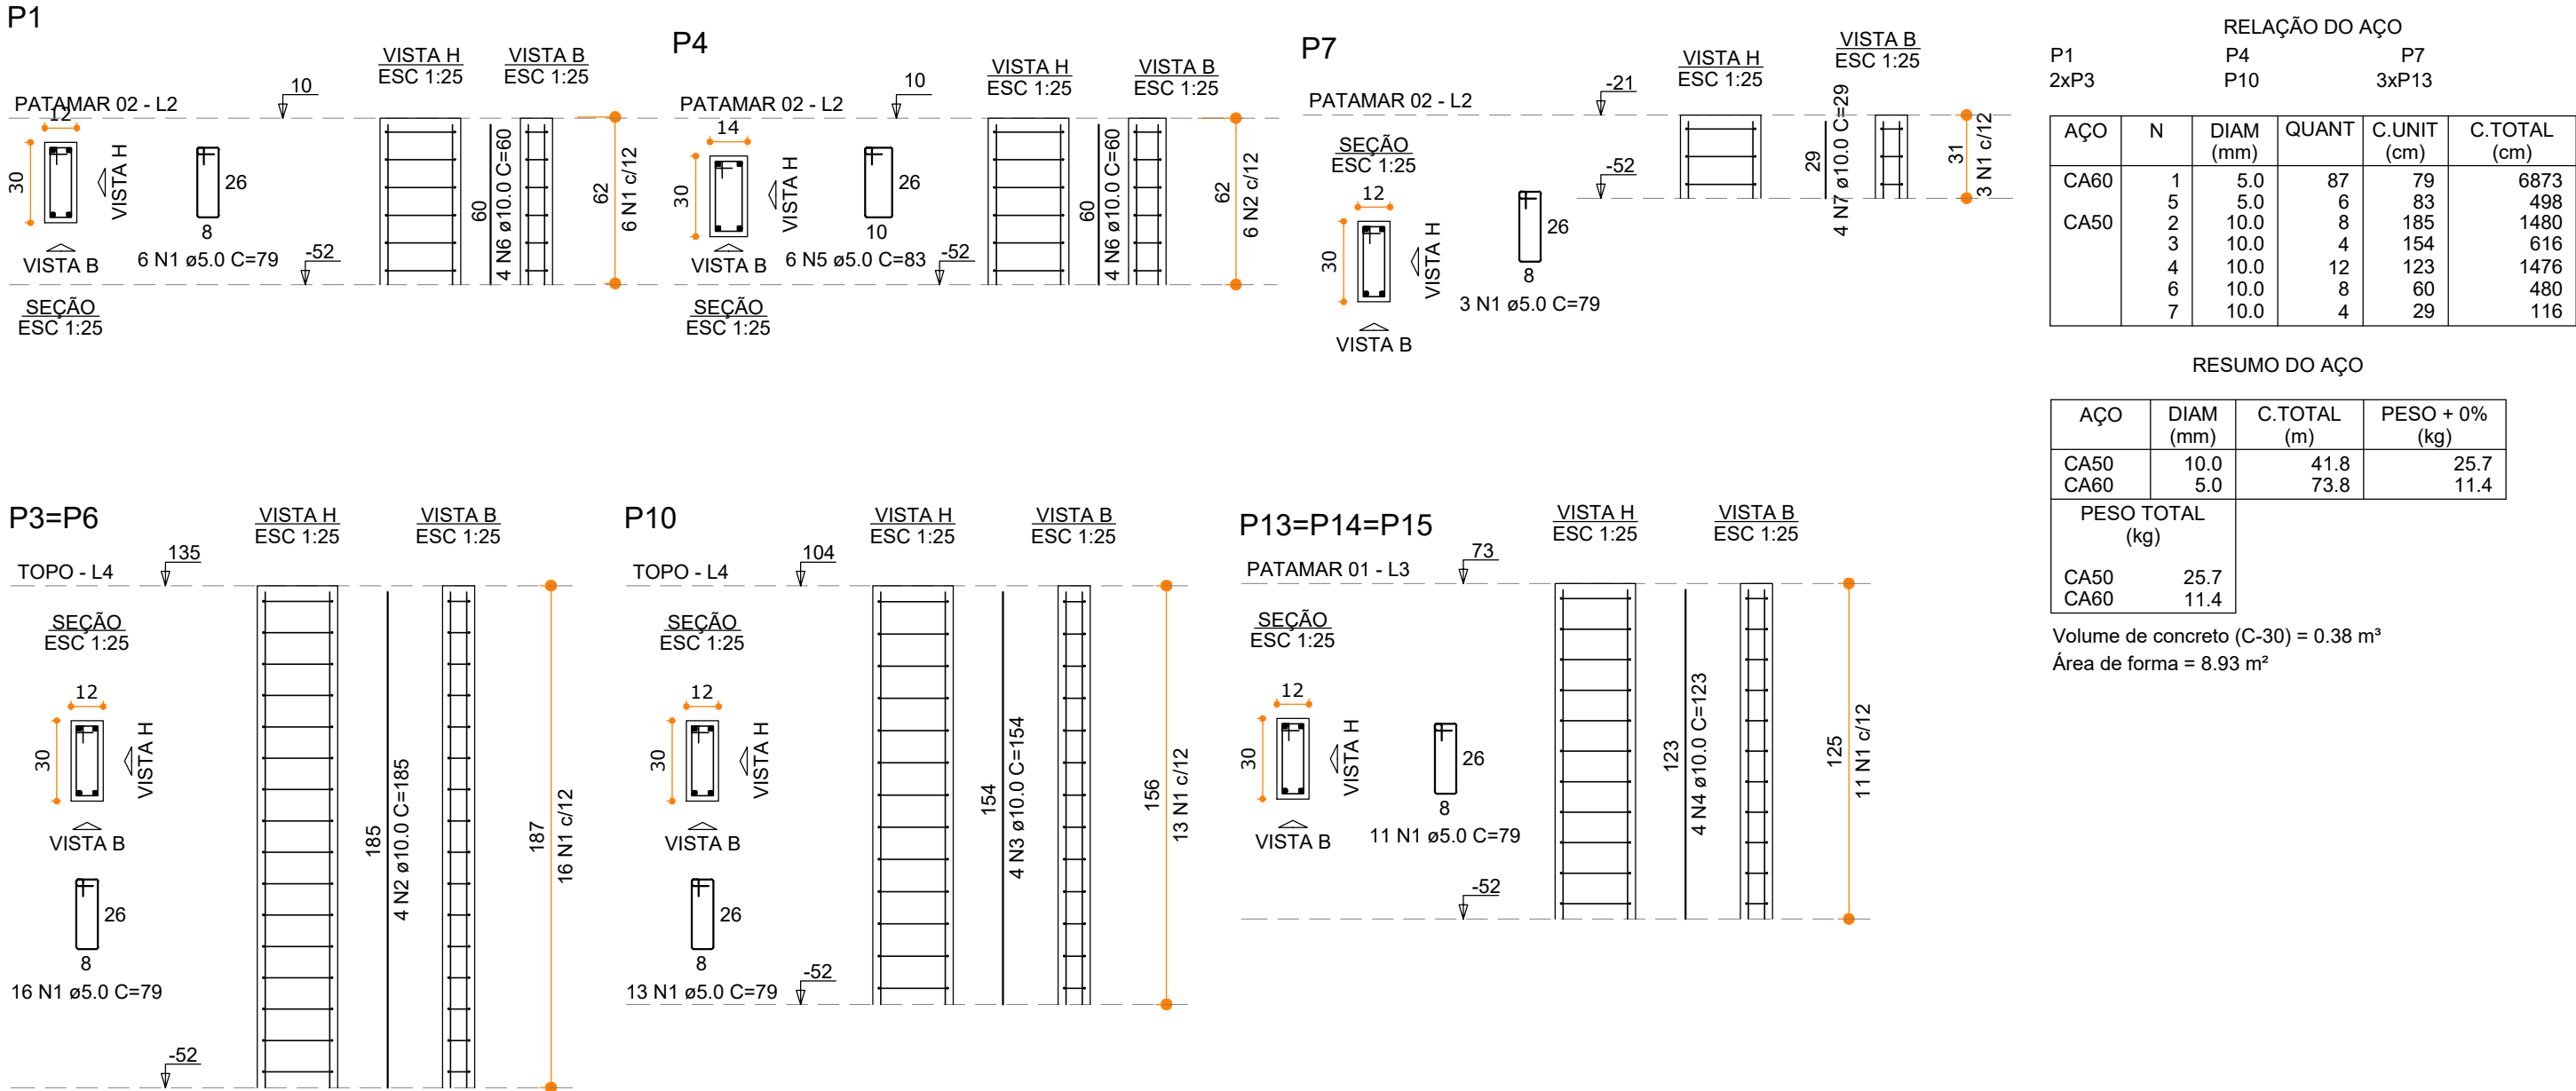 P1
VISTA H
ESC 1:25
VISTA B
ESC 1:25
10
PATAMAR 02 - L2
12
30
VISTA H
VISTA B
26
8
6 N1 ø5.0 C=79
-52
SEÇÃO
ESC 1:25
60
4 N6 ø10.0 C=60
62
6 N1 c/12
P4
VISTA H
ESC 1:25
VISTA B
ESC 1:25
10
PATAMAR 02 - L2
14
30
VISTA H
VISTA B
26
10
6 N5 ø5.0 C=83
-52
SEÇÃO
ESC 1:25
60
4 N6 ø10.0 C=60
62
6 N2 c/12
P7
VISTA H
ESC 1:25
VISTA B
ESC 1:25
-21
PATAMAR 02 - L2
SEÇÃO
ESC 1:25
-52
12
30
VISTA H
VISTA B
26
8
3 N1 ø5.0 C=79
29
4 N7 ø10.0 C=29
31
3 N1 c/12
RELAÇÃO DO AÇO
P1 P4 P7
2xP3 P10 3xP13
AÇO N DIAM QUANT C.UNIT C.TOTAL
(mm) (cm) (cm)
CA60 1 5.0 87 79 6873
5 5.0 6 83 498
CA50 2 10.0 8 185 1480
3 10.0 4 154 616
4 10.0 12 123 1476
6 10.0 8 60 480
7 10.0 4 29 116
RESUMO DO AÇO
AÇO DIAM C.TOTAL PESO + 0%
(mm) (m) (kg)
CA50 10.0 41.8 25.7
CA60 5.0 73.8 11.4
PESO TOTAL
(kg)
CA50 25.7
CA60 11.4
Volume de concreto (C-30) = 0.38 m³
Área de forma = 8.93 m²
P3=P6
VISTA H
ESC 1:25
VISTA B
ESC 1:25
135
TOPO - L4
SEÇÃO
ESC 1:25
12
30
VISTA H
VISTA B
26
8
16 N1 ø5.0 C=79
-52
185
4 N2 ø10.0 C=185
187
16 N1 c/12
P10
VISTA H
ESC 1:25
VISTA B
ESC 1:25
104
TOPO - L4
SEÇÃO
ESC 1:25
12
30
VISTA H
VISTA B
26
8
13 N1 ø5.0 C=79
-52
154
4 N3 ø10.0 C=154
156
13 N1 c/12
P13=P14=P15
VISTA H
ESC 1:25
VISTA B
ESC 1:25
73
PATAMAR 01 - L3
SEÇÃO
ESC 1:25
12
30
VISTA H
VISTA B
26
8
11 N1 ø5.0 C=79
-52
123
4 N4 ø10.0 C=123
125
11 N1 c/12